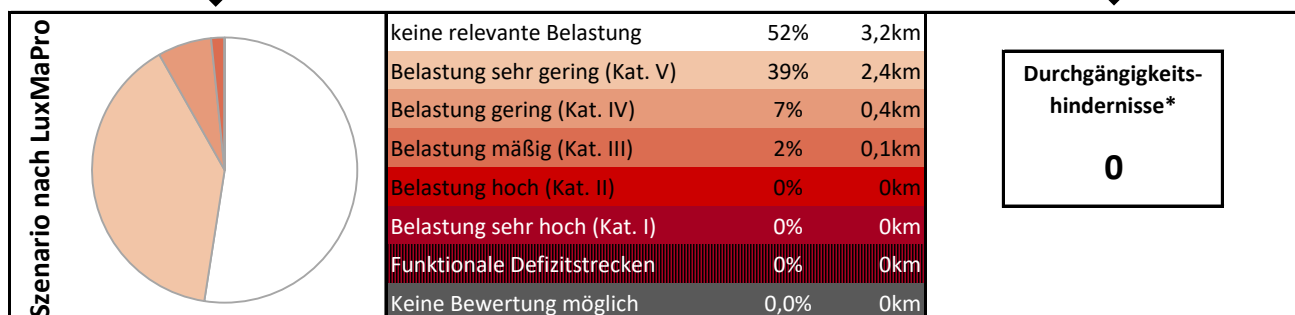 Szenario nach LuxMaPro
keine relevante Belastung 52% 3,2km
Belastung sehr gering (Kat. V) 39% 2,4km
Belastung gering (Kat. IV) 7% 0,4km
Belastung mäßig (Kat. III) 2% 0,1km
Belastung hoch (Kat. II) 0% 0km
Belastung sehr hoch (Kat. I) 0% 0km
Funktionale Defizitstrecken 0% 0km
Keine Bewertung möglich 0,0% 0km
Durchgängigkeits-
hindernisse*
0